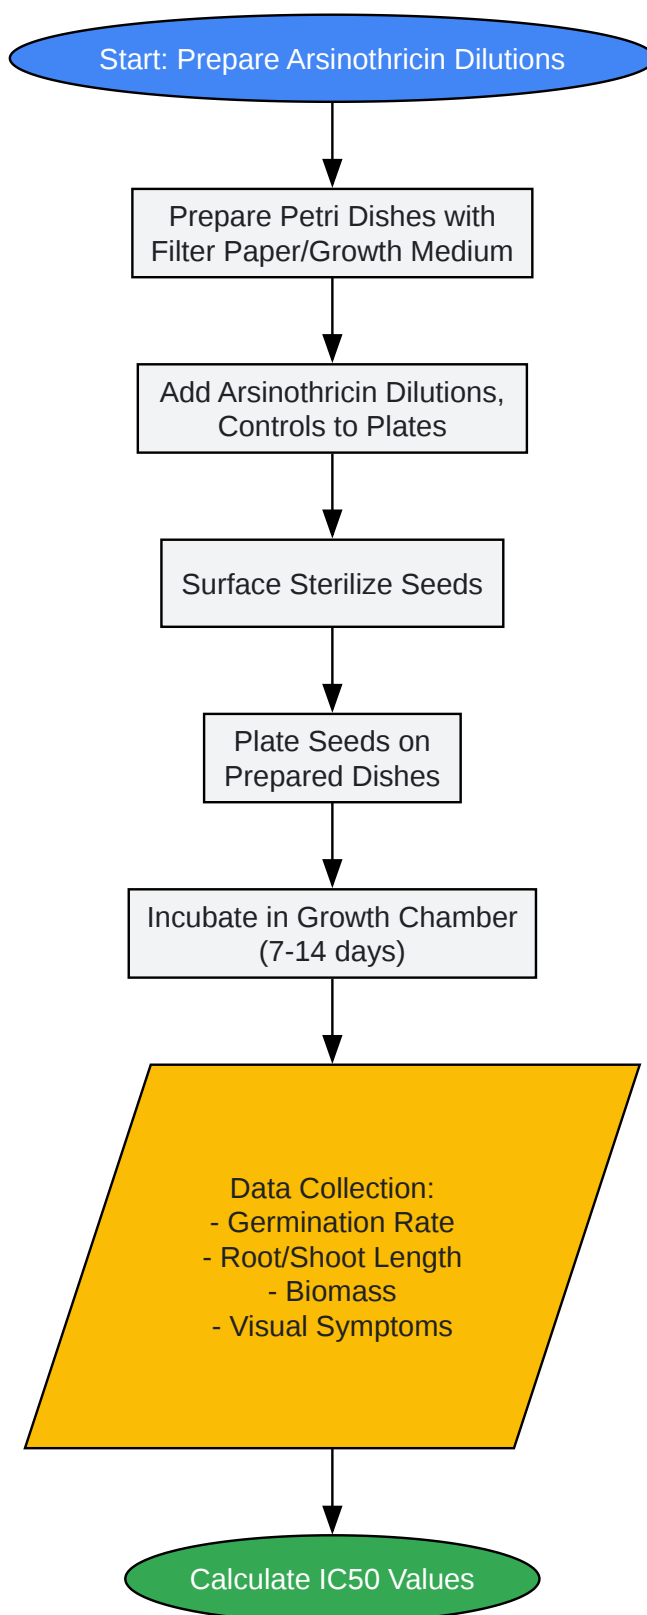 Start: Prepare Arsinothricin Dilutions
Prepare Petri Dishes with
Filter Paper/Growth Medium
Add Arsinothricin Dilutions,
Controls to Plates
Surface Sterilize Seeds
Plate Seeds on
Prepared Dishes
Incubate in Growth Chamber
(7-14 days)
Data Collection:
- Germination Rate
- Root/Shoot Length
- Biomass
- Visual Symptoms
Calculate IC50 Values